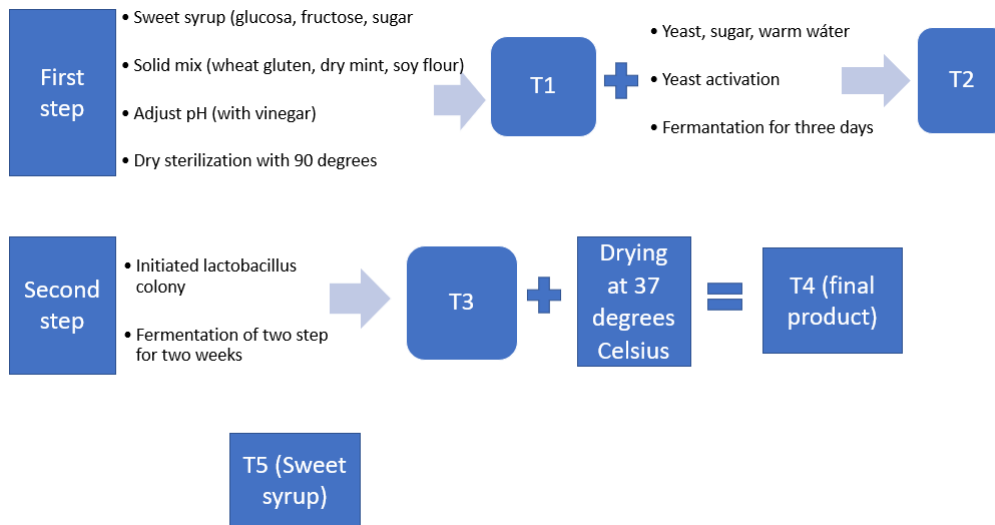 First
step
• Sweet syrup (glucosa, fructose, sugar
• Solid mix (wheat gluten, dry mint, soy flour)
• Adjust pH (with vinegar)
• Dry sterilization with 90 degrees
T1
• Yeast, sugar, warm wáter
• Yeast activation
• Fermantation for three days
T2
Second
step
• Initiated lactobacillus
colony
• Fermentation of two step
for two weeks
T3
Drying
at 37
degrees
Celsius
T4 (final
product)
T5 (Sweet
syrup)